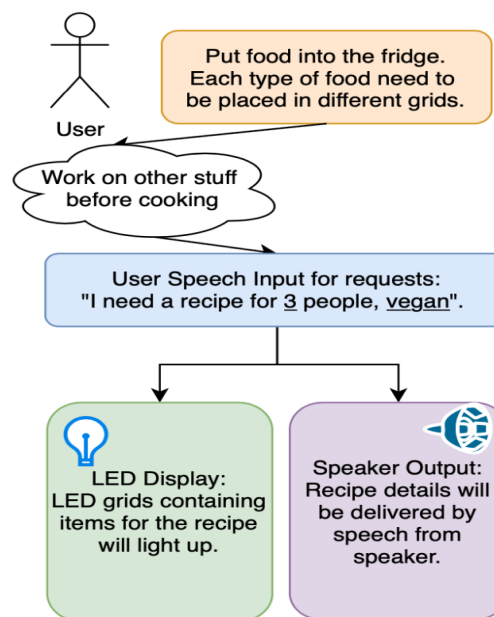 Put food into the fridge.
Each type of food need to
be placed in different grids.
User
Work on other stuff
before cooking
User Speech Input for requests:
"I need a recipe for 3 people, vegan".
LED Display:
LED grids containing
items for the recipe
will light up.
Speaker Output:
Recipe details will
be delivered by
speech from
speaker.